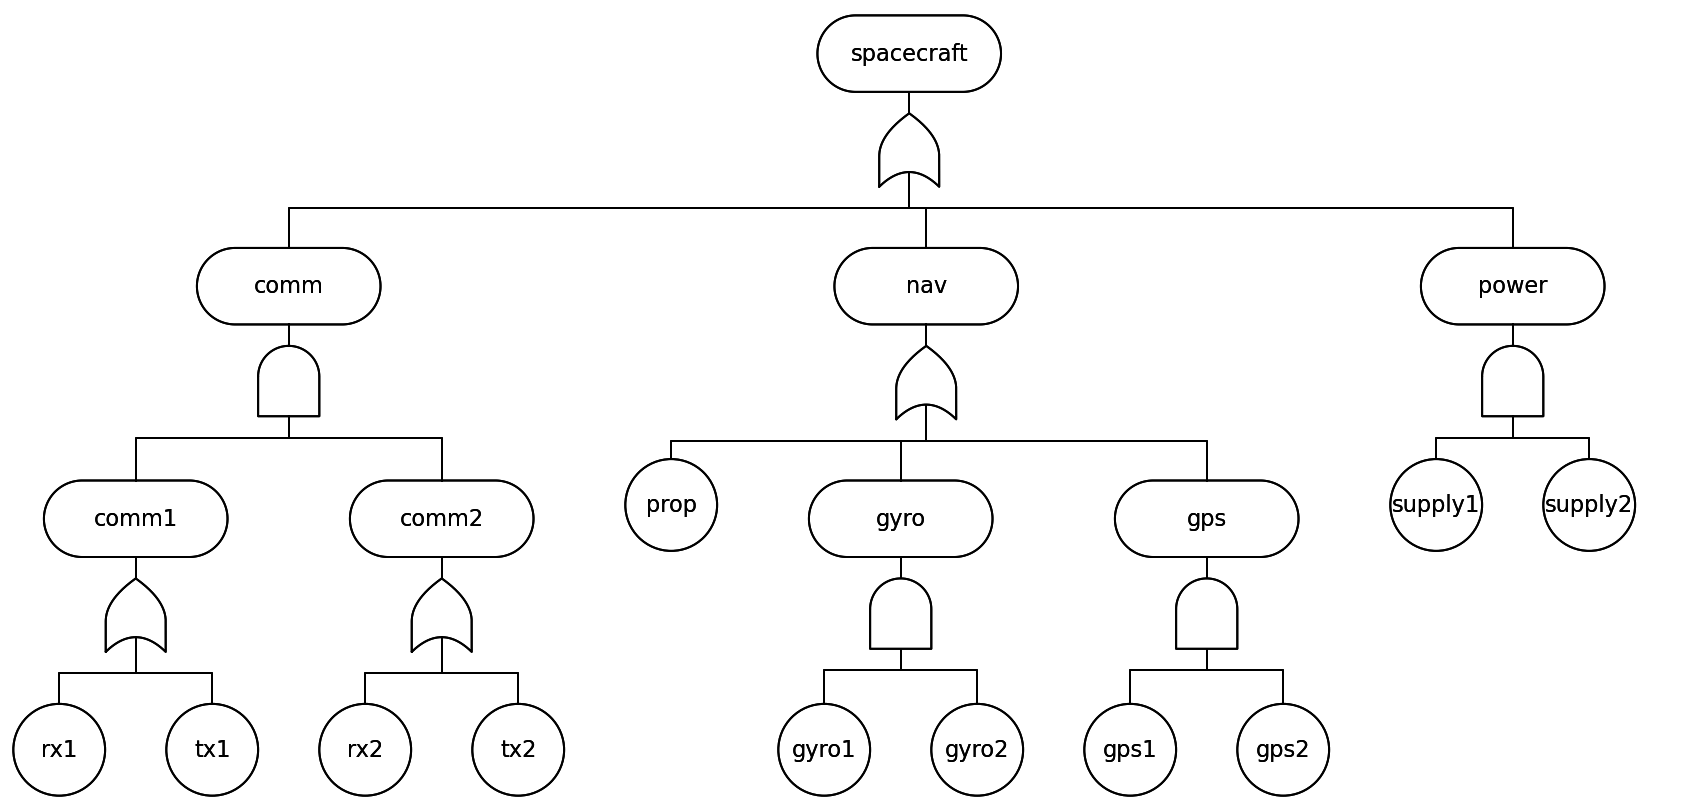 spacecraft
comm
nav
power
comm1
comm2
prop
gyro
gps
supply1
supply2
rx1
tx1
rx2
tx2
gyro1
gyro2
gps1
gps2